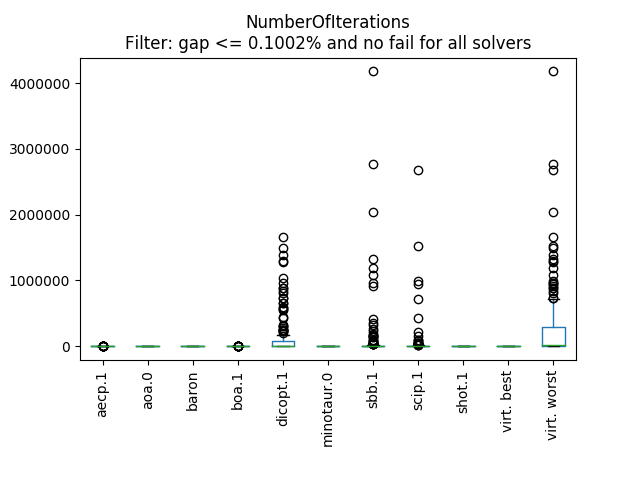 NumberOfIterations
Filter: gap <= 0.1002% and no fail for all solvers
4000000
3000000
2000000
1000000
0
aecp.1
aoa.0
baron
boa.1
dicopt.1
minotaur.0
sbb.1
scip.1
shot.1
virt. best
virt. worst